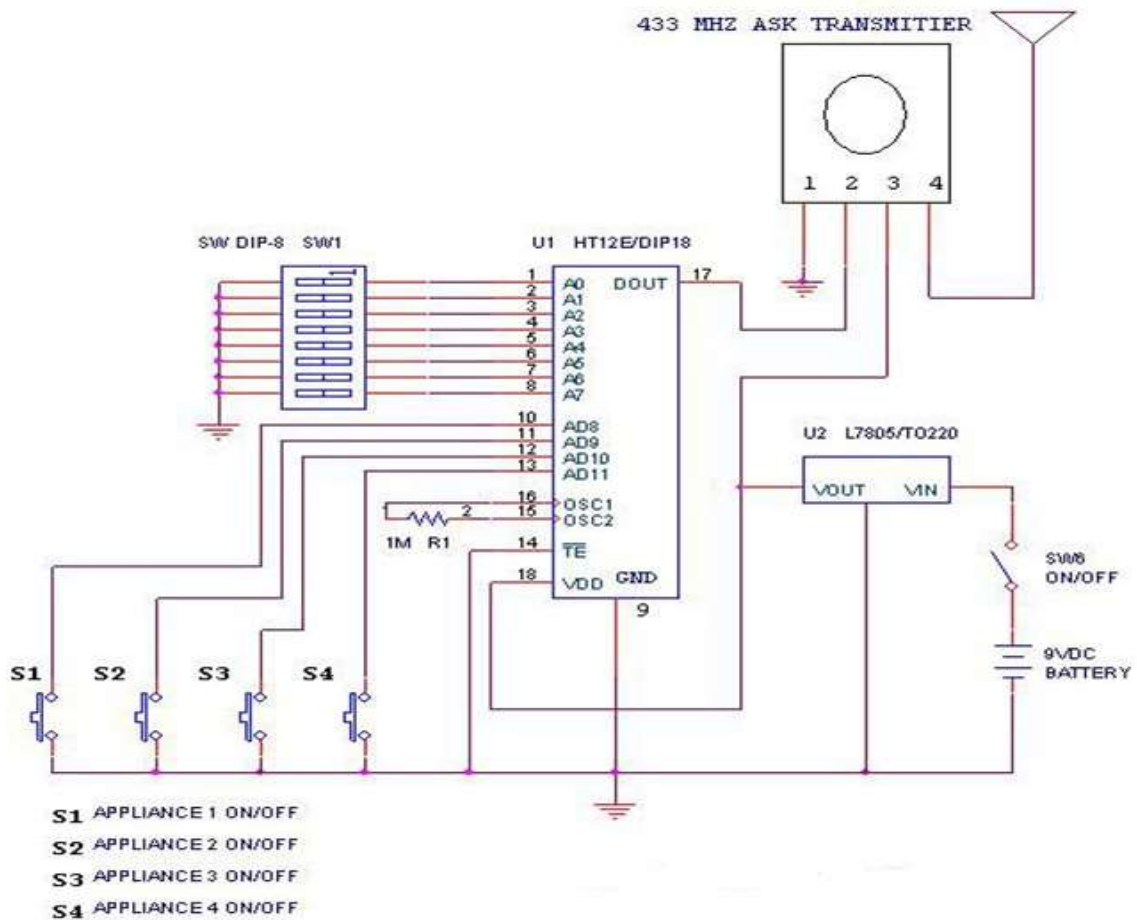 433 MHZ ASK TRANSMITIER
1 2 3 4
SW DIP-8 SW1
U1 HT12E/DIP18
1
1 A0
2 A1
3 A2
4 A3
5 A4
6 A5
7 A6
8 A7
DOUT 17
10 AD8
11 AD9
12 AD10
13 AD11
16 OSC1
15 OSC2
1 2
1M R1
14 TE
18 VDD
GND
9
U2 L7805/TO220
VOUT VIN
SW6
ON/OFF
9VDC
BATTERY
S1 S2 S3 S4
S1 APPLIANCE 1 ON/OFF
S2 APPLIANCE 2 ON/OFF
S3 APPLIANCE 3 ON/OFF
S4 APPLIANCE 4 ON/OFF